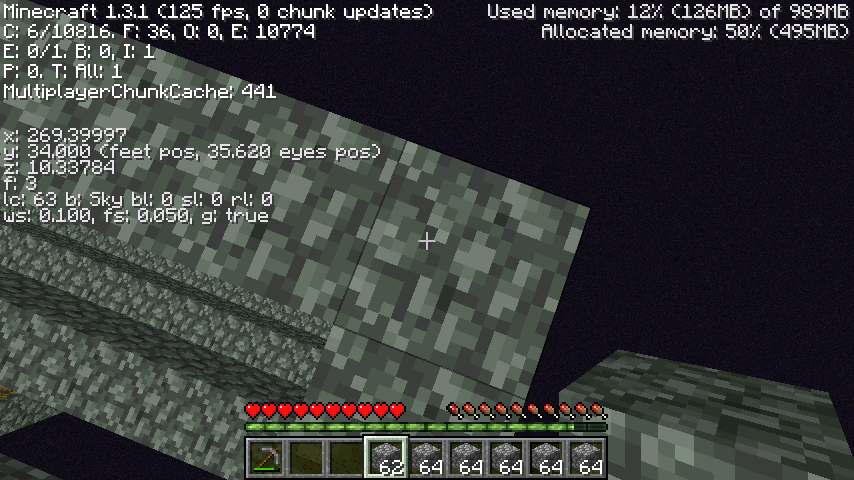 Minecraft 1.3.1 (125 fps, 0 chunk updates)
C: 6/10816, F: 36, O: 0, E: 10774
E: 0/1, B: 0, I: 1
P: 0, T: All: 1
MultiplayerChunkCache: 441
Used memory: 12% (126MB) of 989MB
Allocated memory: 50% (495MB)
x: 269.39997
y: 34.000 (feet pos, 35.620 eyes pos)
z: 10.33784
f: 3
lc: 63 b: Sky bl: 0 sl: 0 rl: 0
ws: 0.100, fs: 0.050, g: true
62 64 64 64 64 64